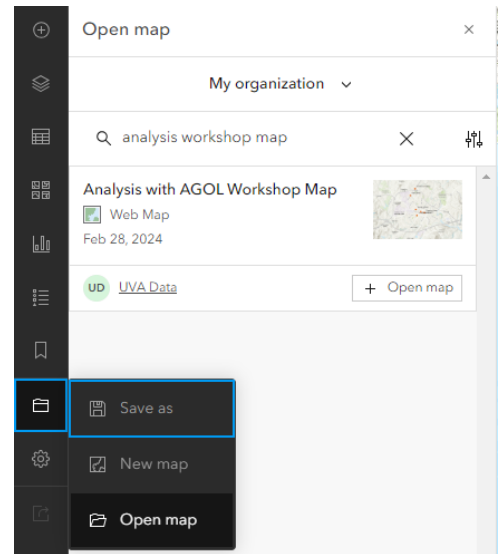 Open map
My organization
analysis workshop map
Analysis with AGOL Workshop Map
Web Map
Feb 28, 2024
UD UVA Data
+ Open map
Save as
New map
Open map